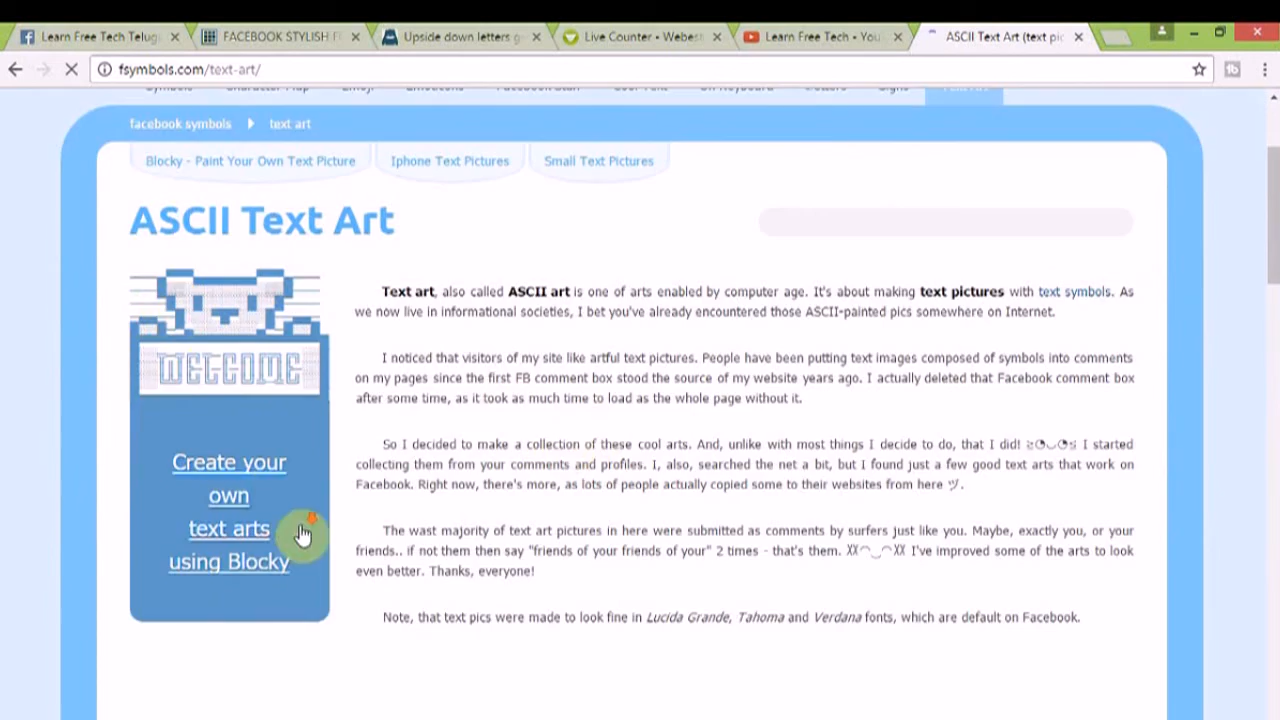 Learn Free Tech Telug
FACEBOOK STYLISH F
Upside down letters g
Live Counter • Webes
Learn Free Tech - You
ASCII Text Art (text pic
fsymbols.com/text-art/
facebook symbols
text art
Blocky - Paint Your Own Text Picture
Iphone Text Pictures
Small Text Pictures
ASCII Text Art
WELCOME
Create your
own
text arts
using Blocky
Text art, also called ASCII art is one of arts enabled by computer age. It's about making text pictures with text symbols. As
we now live in informational societies, I bet you've already encountered those ASCII-painted pics somewhere on Internet.
I noticed that visitors of my site like artful text pictures. People have been putting text images composed of symbols into comments
on my pages since the first FB comment box stood the source of my website years ago. I actually deleted that Facebook comment box
after some time, as it took as much time to load as the whole page without it.
So I decided to make a collection of these cool arts. And, unlike with most things I decide to do, that I did! ≥◔◡◔≤ I started
collecting them from your comments and profiles. I, also, searched the net a bit, but I found just a few good text arts that work on
Facebook. Right now, there's more, as lots of people actually copied some to their websites from here ツ.
The wast majority of text art pictures in here were submitted as comments by surfers just like you. Maybe, exactly you, or your
friends.. if not them then say "friends of your friends of your" 2 times - that's them. I've improved some of the arts to look
even better. Thanks, everyone!
Note, that text pics were made to look fine in Lucida Grande, Tahoma and Verdana fonts, which are default on Facebook.